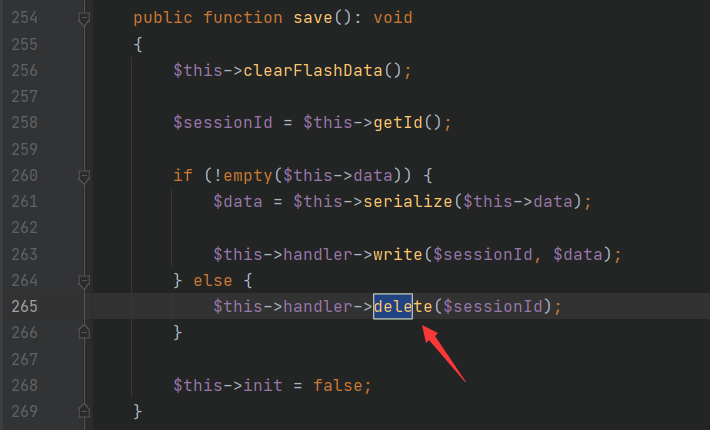 254 public function save(): void
255 {
256 $this->clearFlashData();
257
258 $sessionId = $this->getId();
259
260 if (!empty($this->data)) {
261 $data = $this->serialize($this->data);
262
263 $this->handler->write($sessionId, $data);
264 } else {
265 $this->handler->delete($sessionId);
266 }
267
268 $this->init = false;
269 }